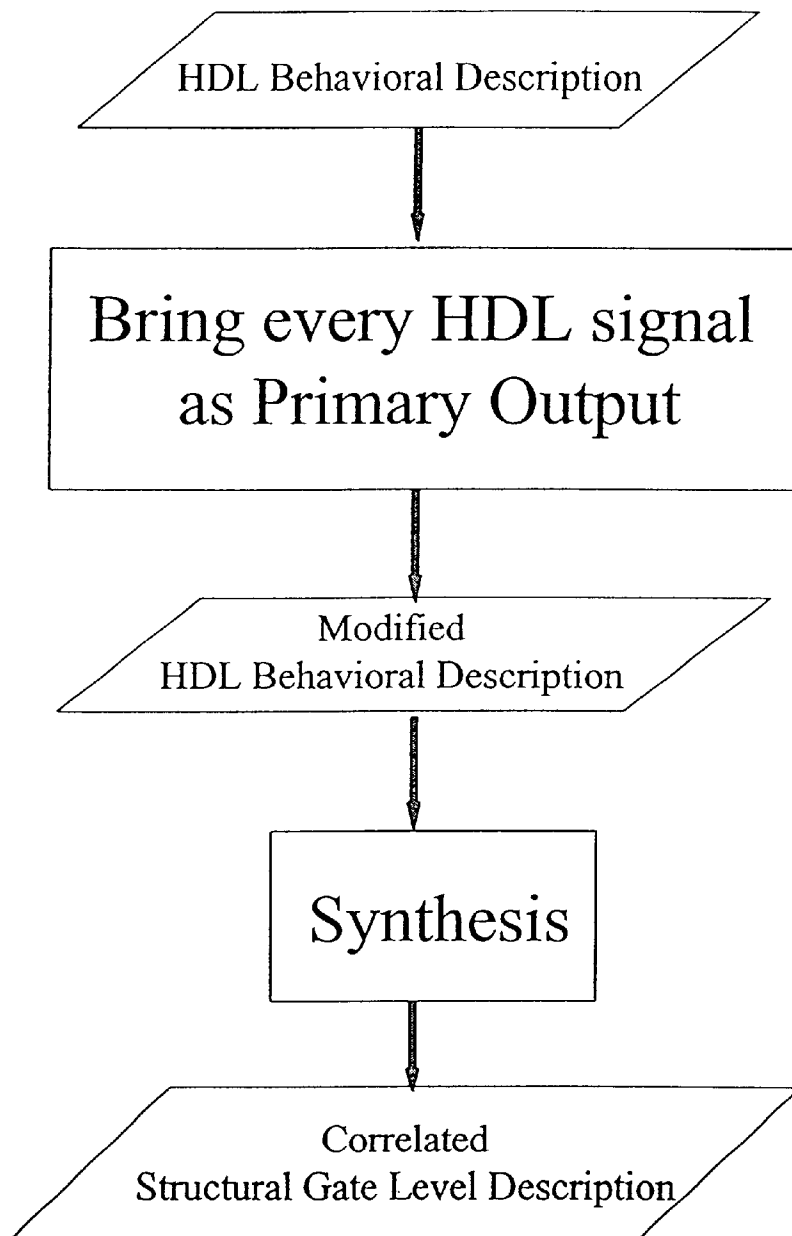 HDL Behavioral Description
Bring every HDL signal
as Primary Output
Modified
HDL Behavioral Description
Synthesis
Correlated
Structural Gate Level Description